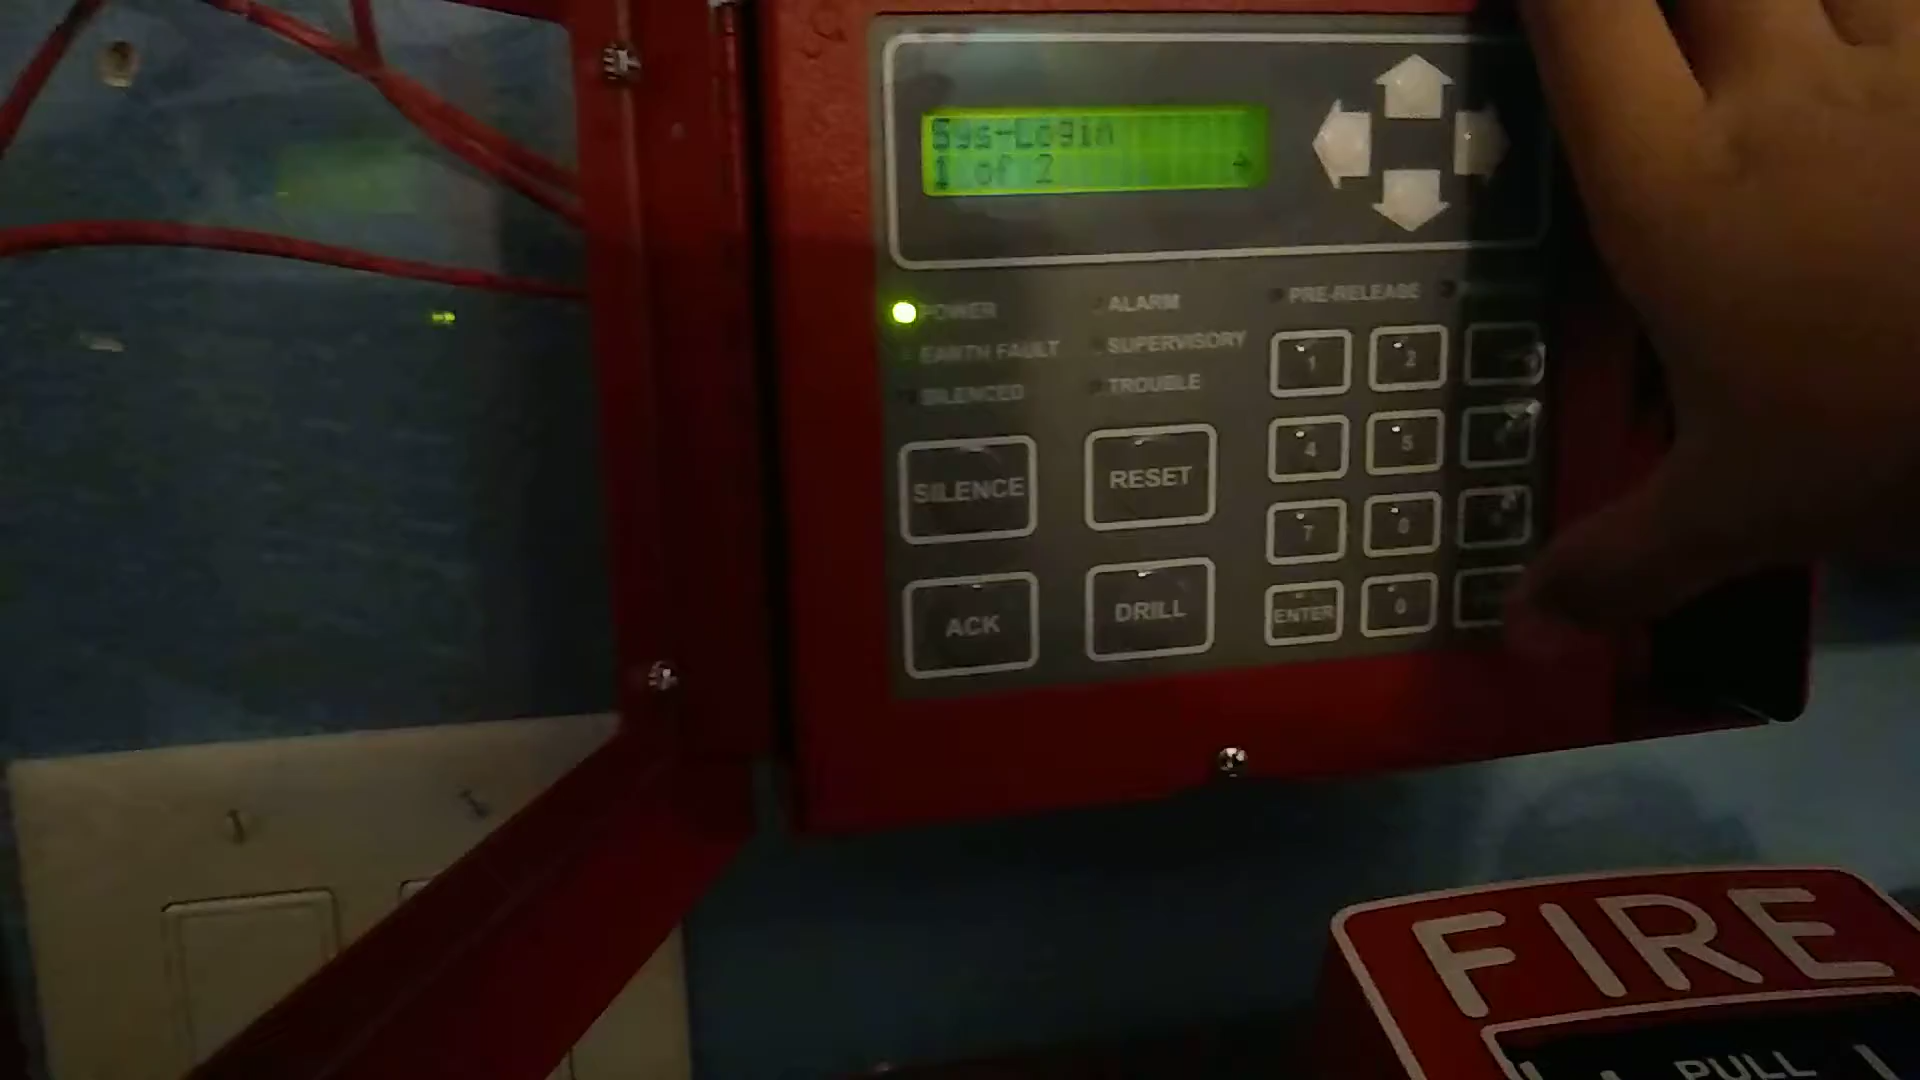 Sys-Login
1 of 2
POWER
ALARM
PRE-RELEASE
EARTH FAULT
SUPERVISORY
SILENCED
TROUBLE
1
2
4
5
SILENCE
RESET
7
8
ACK
DRILL
ENTER
0
FIRE
PULL